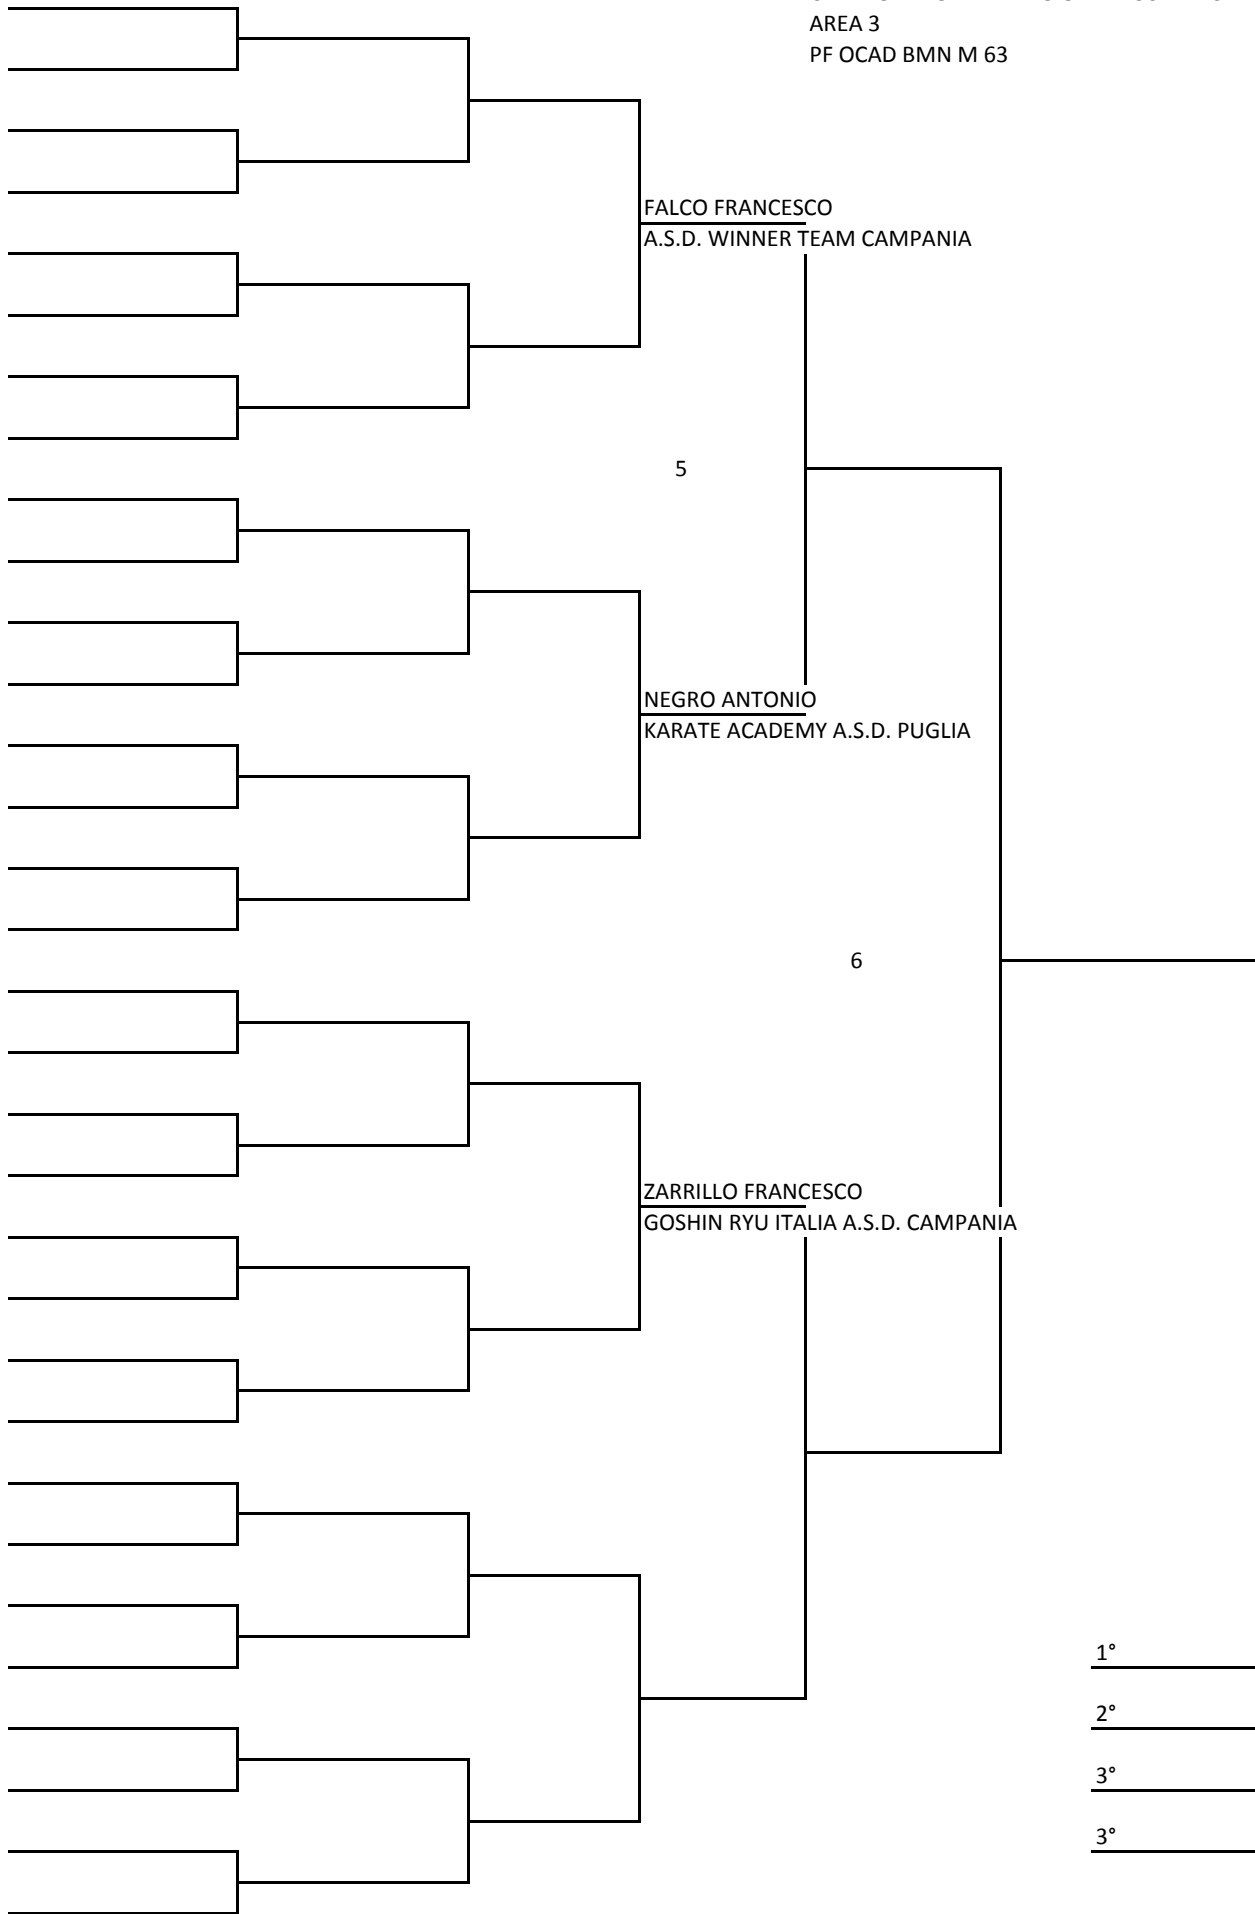 AREA 3
PF OCAD BMN M 63
FALCO FRANCESCO
A.S.D. WINNER TEAM CAMPANIA
5
NEGRO ANTONIO
KARATE ACADEMY A.S.D. PUGLIA
6
ZARRILLO FRANCESCO
GOSHIN RYU ITALIA A.S.D. CAMPANIA
1°
2°
3°
3°